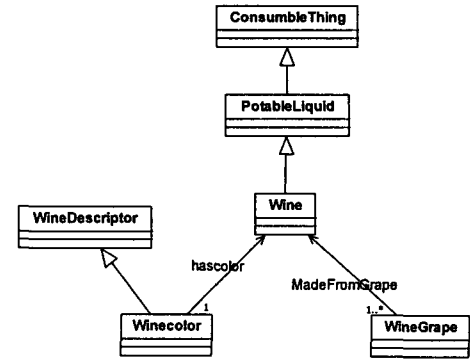 ConsumbleThing
PotableLiquid
Wine
WineDescriptor
hascolor
MadeFromGrape
1
1..*
Winecolor
WineGrape